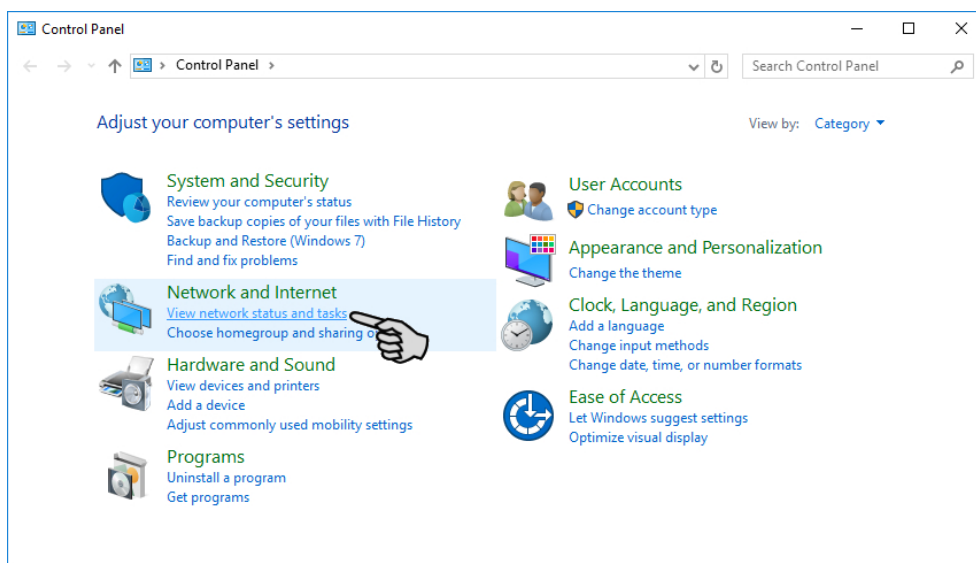 Control Panel
Control Panel
Search Control Panel
Adjust your computer's settings
View by: Category
System and Security
Review your computer's status
Save backup copies of your files with File History
Backup and Restore (Windows 7)
Find and fix problems
Network and Internet
View network status and tasks
Choose homegroup and sharing
Hardware and Sound
View devices and printers
Add a device
Adjust commonly used mobility settings
Programs
Uninstall a program
Get programs
User Accounts
Change account type
Appearance and Personalization
Change the theme
Clock, Language, and Region
Add a language
Change input methods
Change date, time, or number formats
Ease of Access
Let Windows suggest settings
Optimize visual display